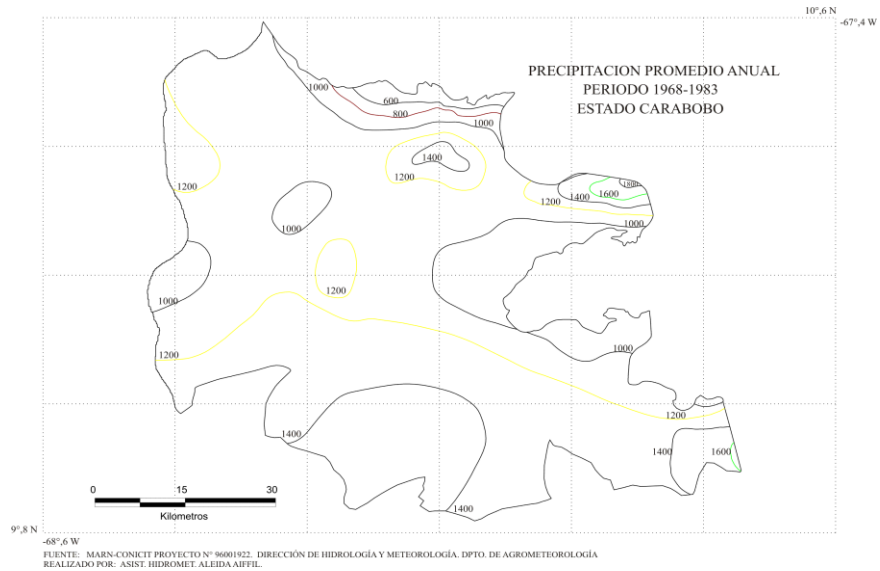 10°,6 N
-67°,4 W
PRECIPITACION PROMEDIO ANUAL
PERIODO 1968-1983
ESTADO CARABOBO
1000
600
800
1000
1400
1200
1200
1800
1600
1400
1200
1000
1000
1200
1000
1200
1000
1200
1400
1400
1600
1400
0 15 30
Kilometros
9°,8 N
-68°,6 W
FUENTE: MARN-CONICIT PROYECTO N° 96001922. DIRECCIÓN DE HIDROLOGÍA Y METEOROLOGÍA. DPTO. DE AGROMETEOROLOGÍA
REALIZADO POR: ASIST. HIDROMET. ALEIDA AIFFIL.